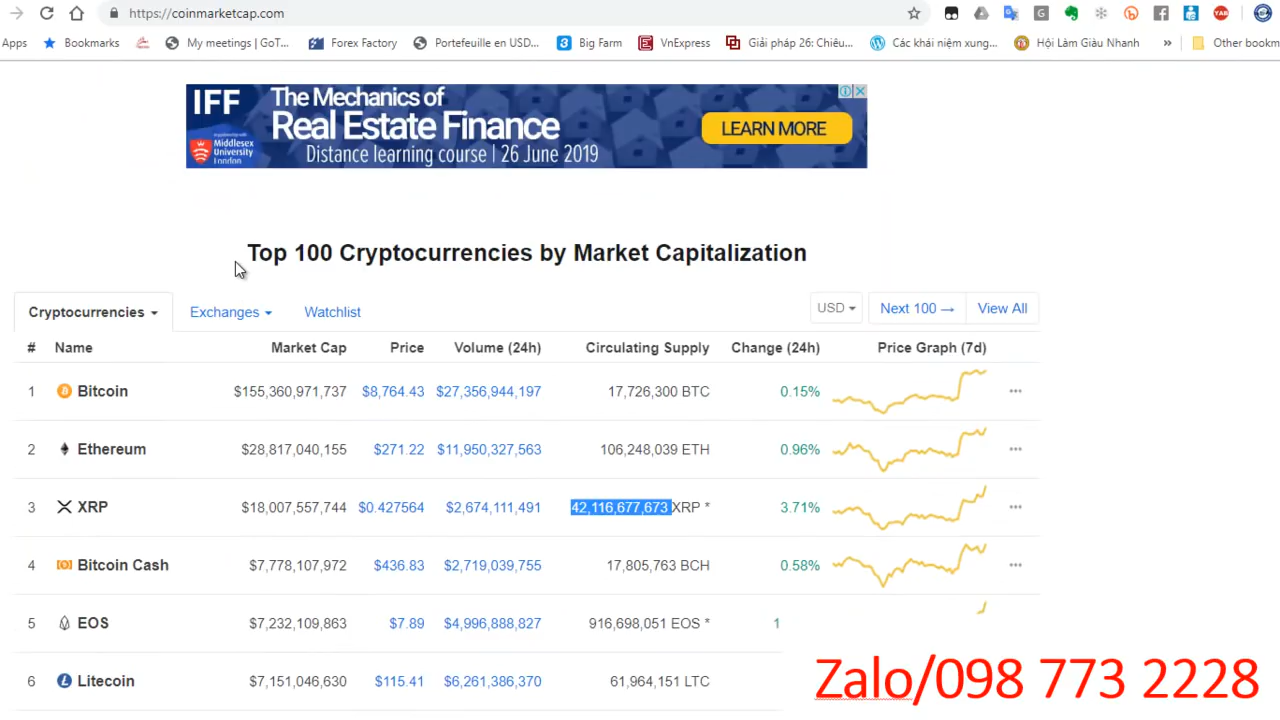 https://coinmarketcap.com
Apps Bookmarks My meetings | GoT... Forex Factory Portefeuille en USD... Big Farm VnExpress Giải pháp 26: Chiêu... Các khái niệm xung... Hội Làm Giàu Nhanh » Other bookm
IFF
The Mechanics of
Real Estate Finance
Distance learning course | 26 June 2019
LEARN MORE
Middlesex
University
London
Top 100 Cryptocurrencies by Market Capitalization
Cryptocurrencies Exchanges Watchlist USD Next 100 → View All
# Name Market Cap Price Volume (24h) Circulating Supply Change (24h) Price Graph (7d)
1 Bitcoin $155,360,971,737 $8,764.43 $27,356,944,197 17,726,300 BTC 0.15%
2 Ethereum $28,817,040,155 $271.22 $11,950,327,563 106,248,039 ETH 0.96%
3 XRP $18,007,557,744 $0.427564 $2,674,111,491 42,116,677,673 XRP * 3.71%
4 Bitcoin Cash $7,778,107,972 $436.83 $2,719,039,755 17,805,763 BCH 0.58%
5 EOS $7,232,109,863 $7.89 $4,996,888,827 916,698,051 EOS * 1
6 Litecoin $7,151,046,630 $115.41 $6,261,386,370 61,964,151 LTC
Zalo/098 773 2228